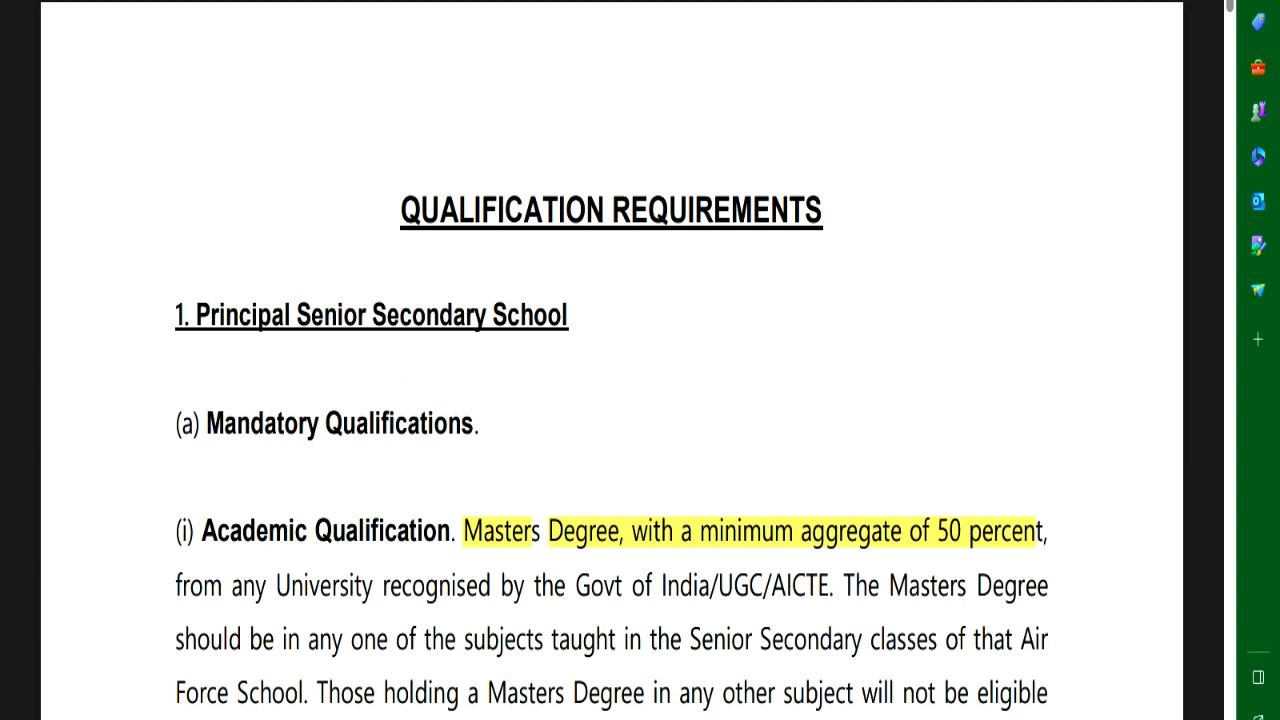 QUALIFICATION REQUIREMENTS
1. Principal Senior Secondary School
(a) Mandatory Qualifications.
(i) Academic Qualification. Masters Degree, with a minimum aggregate of 50 percent,
from any University recognised by the Govt of India/UGC/AICTE. The Masters Degree
should be in any one of the subjects taught in the Senior Secondary classes of that Air
Force School. Those holding a Masters Degree in any other subject will not be eligible